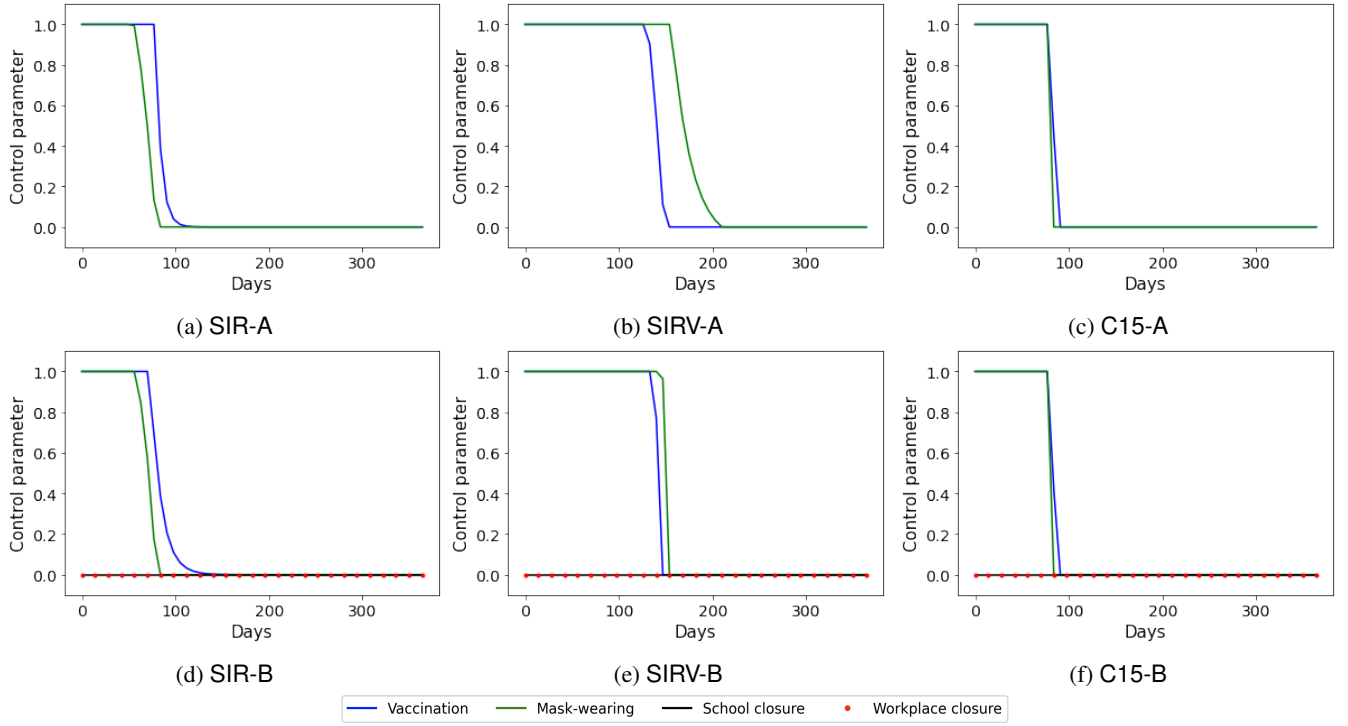 1.0 0.8 0.6 0.4 0.2 0.0
Control parameter
0 100 200 300
Days
(a) SIR-A
1.0 0.8 0.6 0.4 0.2 0.0
Control parameter
0 100 200 300
Days
(b) SIRV-A
1.0 0.8 0.6 0.4 0.2 0.0
Control parameter
0 100 200 300
Days
(c) C15-A
1.0 0.8 0.6 0.4 0.2 0.0
Control parameter
0 100 200 300
Days
(d) SIR-B
1.0 0.8 0.6 0.4 0.2 0.0
Control parameter
0 100 200 300
Days
(e) SIRV-B
1.0 0.8 0.6 0.4 0.2 0.0
Control parameter
0 100 200 300
Days
(f) C15-B
Vaccination Mask-wearing School closure Workplace closure